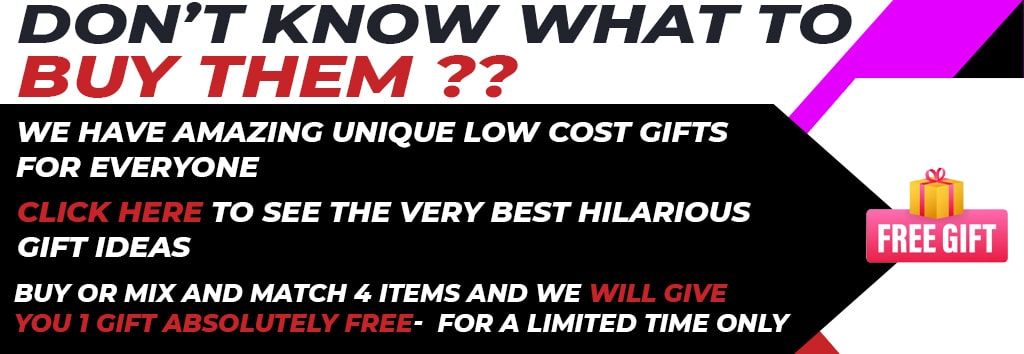 DON'T KNOW WHAT TO
BUY THEM ??
WE HAVE AMAZING UNIQUE LOW COST GIFTS
FOR EVERYONE
CLICK HERE TO SEE THE VERY BEST HILARIOUS
GIFT IDEAS
BUY OR MIX AND MATCH 4 ITEMS AND WE WILL GIVE
YOU 1 GIFT ABSOLUTELY FREE- FOR A LIMITED TIME ONLY
FREE GIFT